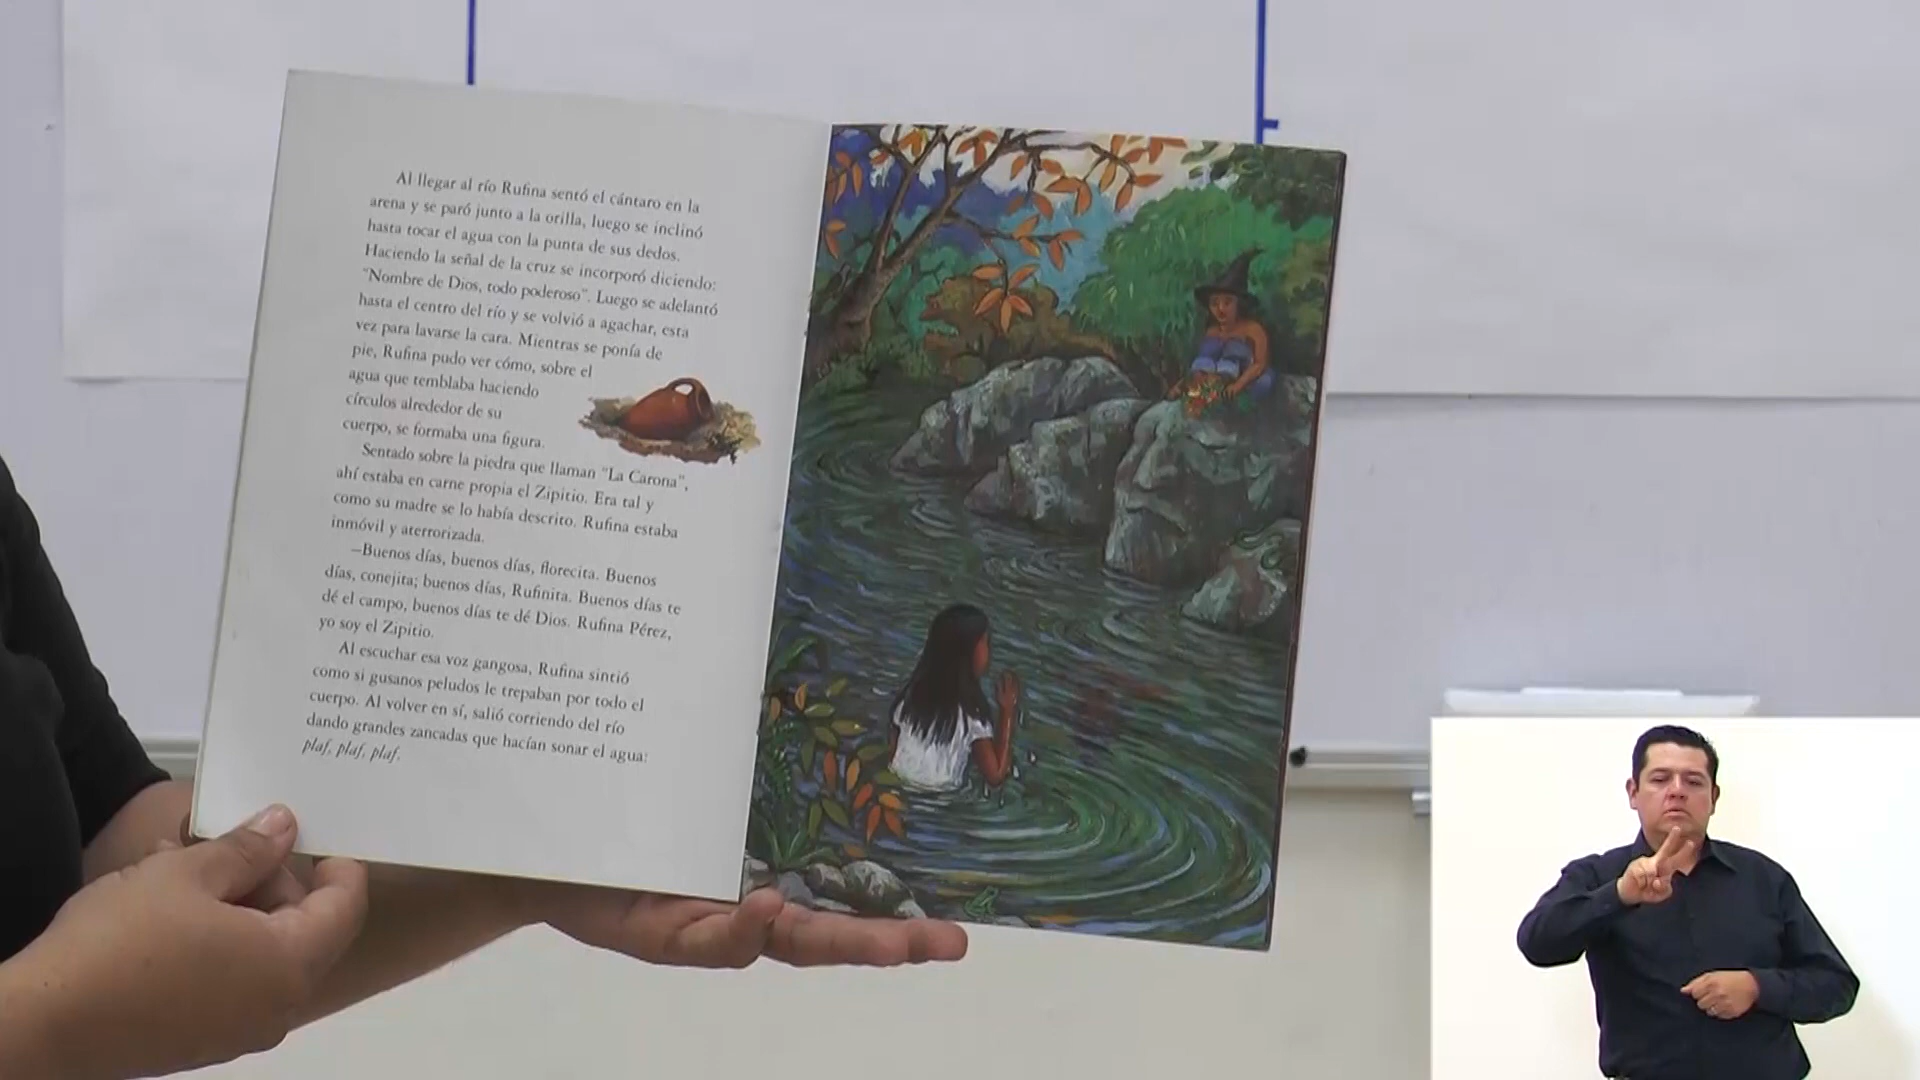 Al llegar al río Rufina sentó el cántaro en la
arena y se paró junto a la orilla, luego se inclinó
hasta tocar el agua con la punta de sus dedos.
Haciendo la señal de la cruz se incorporó diciendo:
"Nombre de Dios, todo poderoso". Luego se adelantó
hasta el centro del río y se volvió a agachar, esta
vez para lavarse la cara. Mientras se ponía de
pie, Rufina pudo ver cómo, sobre el
agua que temblaba haciendo
círculos alrededor de su
cuerpo, se formaba una figura.
Sentado sobre la piedra que llaman "La Carona",
ahí estaba en carne propia el Zipitio. Era tal y
como su madre se lo había descrito. Rufina estaba
inmóvil y aterrorizada.
—Buenos días, buenos días, florecita. Buenos
días, conejita; buenos días, Rufinita. Buenos días te
dé el campo, buenos días te dé Dios. Rufina Pérez,
yo soy el Zipitio.
Al escuchar esa voz gangosa, Rufina sintió
como si gusanos peludos le treparan por todo el
cuerpo. Al volver en sí, salió corriendo del río
dando grandes zancadas que hacían sonar el agua:
plaf, plaf, plaf.